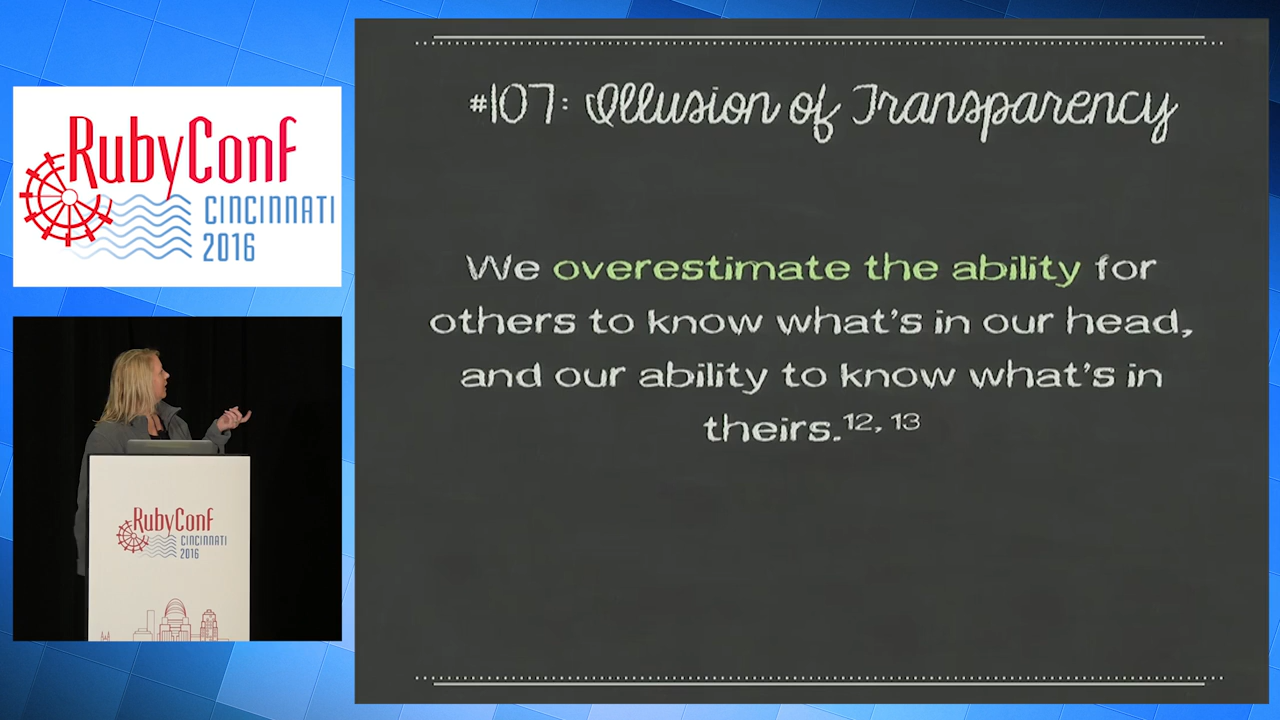 RubyConf
CINCINNATI
2016
RubyConf
CINCINNATI
2016
#107: Illusion of Transparency
We overestimate the ability for
others to know what's in our head,
and our ability to know what's in
theirs.12, 13